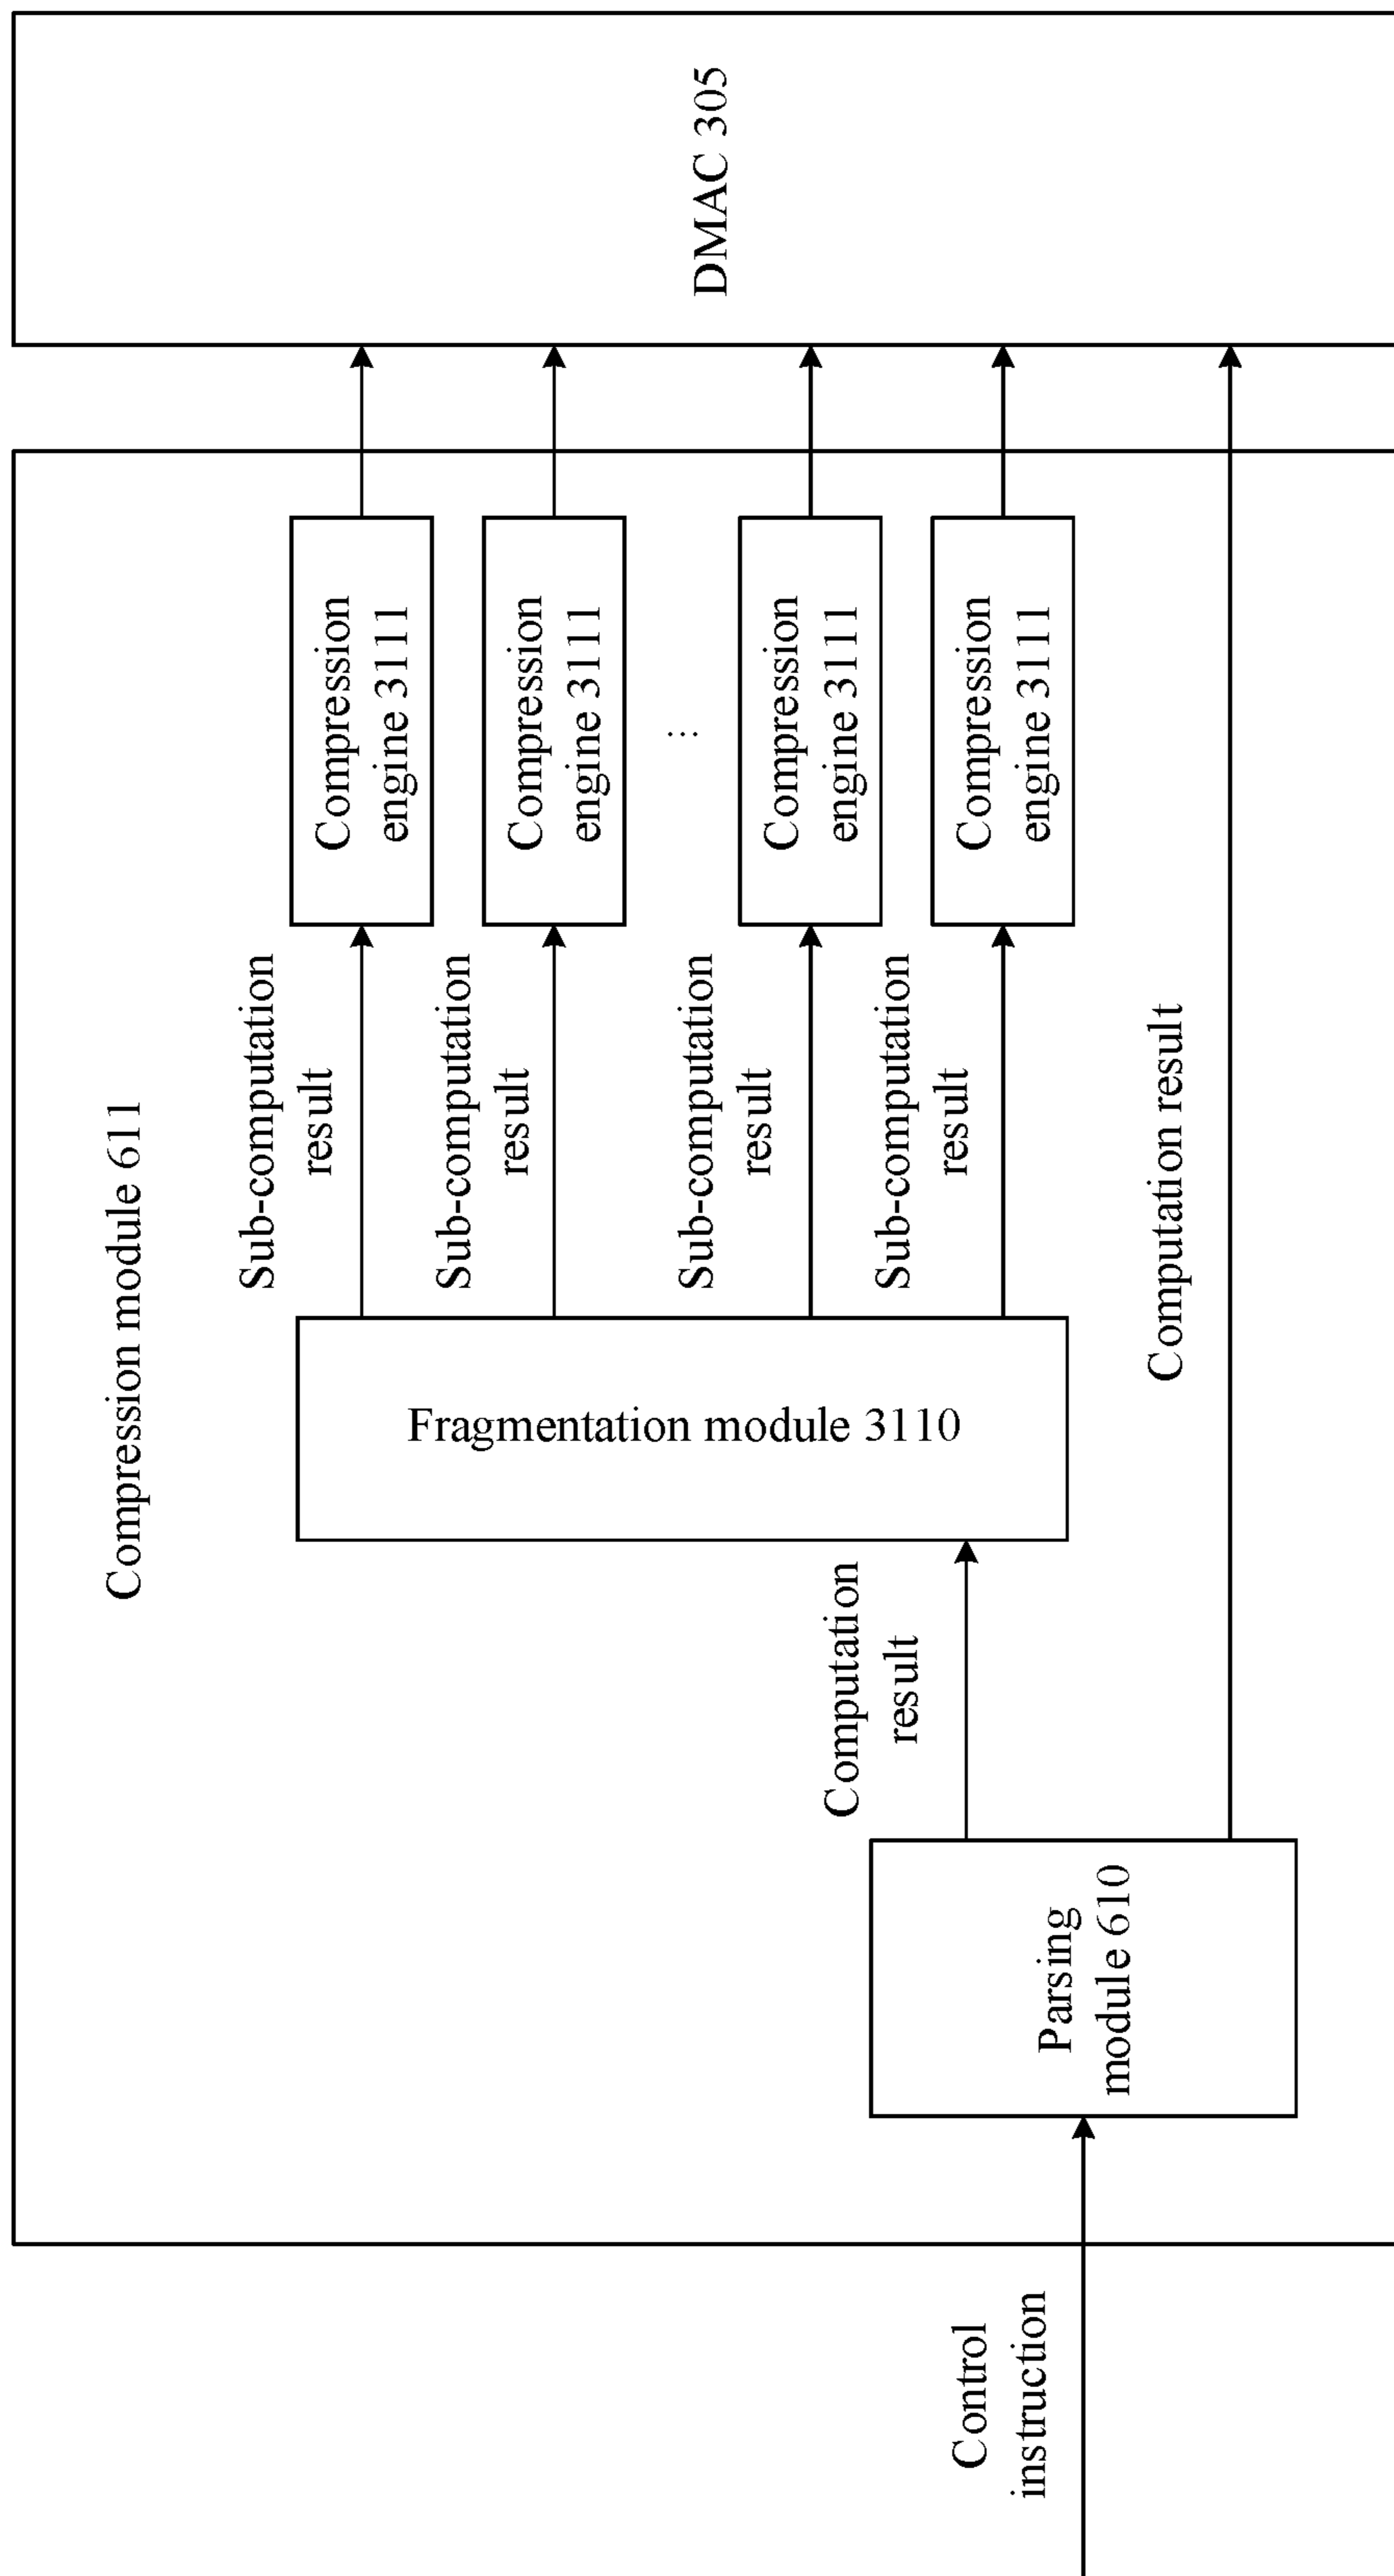 Compression module 611
DMAC 305
Sub-computation
result
Compression
engine 3111
Sub-computation
result
Compression
engine 3111
...
Sub-computation
result
Compression
engine 3111
Sub-computation
result
Compression
engine 3111
Fragmentation module 3110
Computation
result
Computation result
Parsing
module 610
Control
instruction